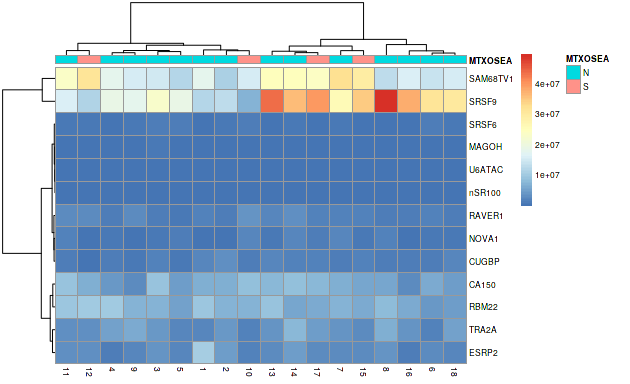 MTXOSEA
SAM68TV1
SRSF9
SRSF6
MAGOH
U6ATAC
nSR100
RAVER1
NOVA1
CUGBP
CA150
RBM22
TRA2A
ESRP2
11 12 4 9 3 5 1 2 10 13 14 17 7 15 8 16 6 18
4e+07
3e+07
2e+07
1e+07
MTXOSEA
N
S